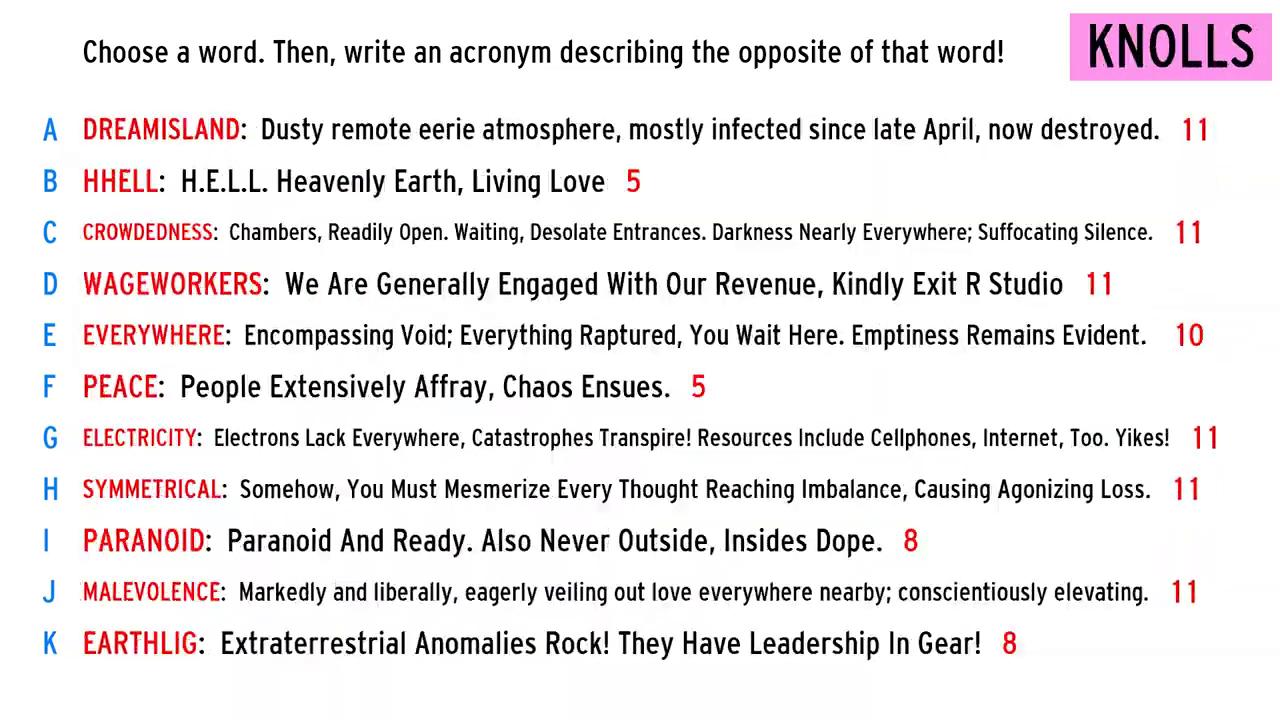 Choose a word. Then, write an acronym describing the opposite of that word!
KNOLLS
A DREAMISLAND: Dusty remote eerie atmosphere, mostly infected since late April, now destroyed. 11
B HHELL: H.E.L.L. Heavenly Earth, Living Love 5
C CROWDEDNESS: Chambers, Readily Open. Waiting, Desolate Entrances. Darkness Nearly Everywhere; Suffocating Silence. 11
D WAGEWORKERS: We Are Generally Engaged With Our Revenue, Kindly Exit R Studio 11
E EVERYWHERE: Encompassing Void; Everything Raptured, You Wait Here. Emptiness Remains Evident. 10
F PEACE: People Extensively Affray, Chaos Ensues. 5
G ELECTRICITY: Electrons Lack Everywhere, Catastrophes Transpire! Resources Include Cellphones, Internet, Too. Yikes! 11
H SYMMETRICAL: Somehow, You Must Mesmerize Every Thought Reaching Imbalance, Causing Agonizing Loss. 11
I PARANOID: Paranoid And Ready. Also Never Outside, Insides Dope. 8
J MALEVOLENCE: Markedly and liberally, eagerly veiling out love everywhere nearby; conscientiously elevating. 11
K EARTHLIG: Extraterrestrial Anomalies Rock! They Have Leadership In Gear! 8